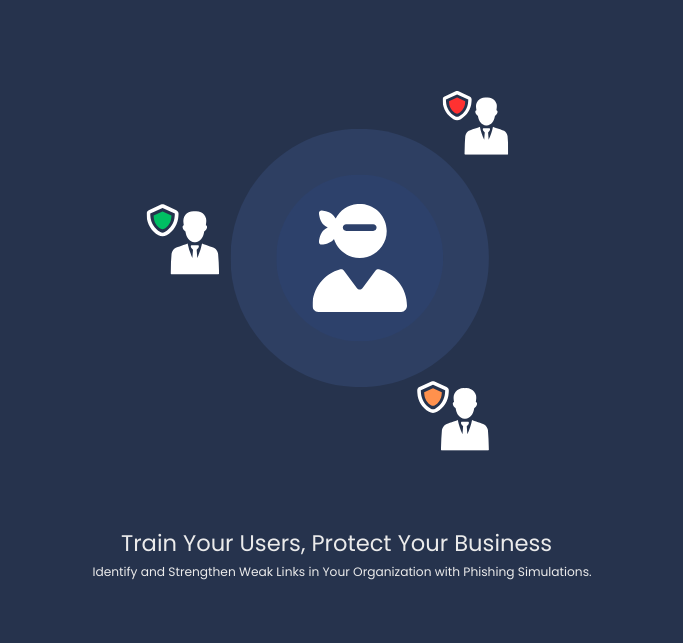 Train Your Users, Protect Your Business
Identify and Strengthen Weak Links in Your Organization with Phishing Simulations.